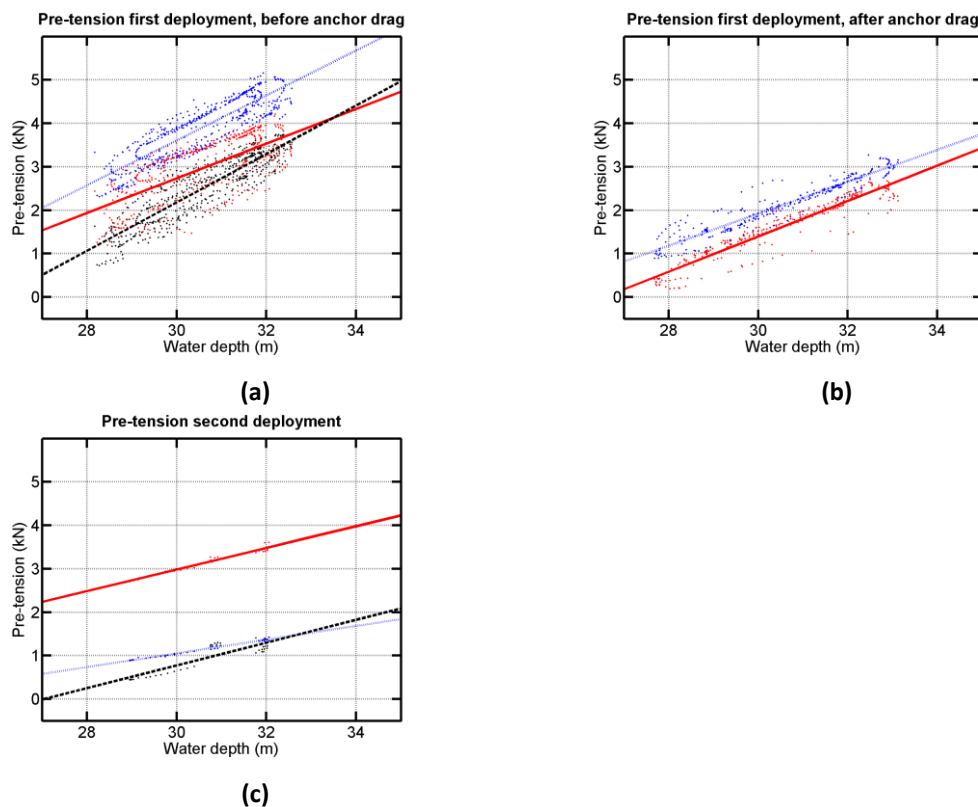 Pre-tension first deployment, before anchor drag
Pre-tension (kN)
5
4
3
2
1
0
28
30
32
34
Water depth (m)
(a)
Pre-tension first deployment, after anchor drag
Pre-tension (kN)
5
4
3
2
1
0
28
30
32
34
Water depth (m)
(b)
Pre-tension second deployment
Pre-tension (kN)
5
4
3
2
1
0
28
30
32
34
Water depth (m)
(c)